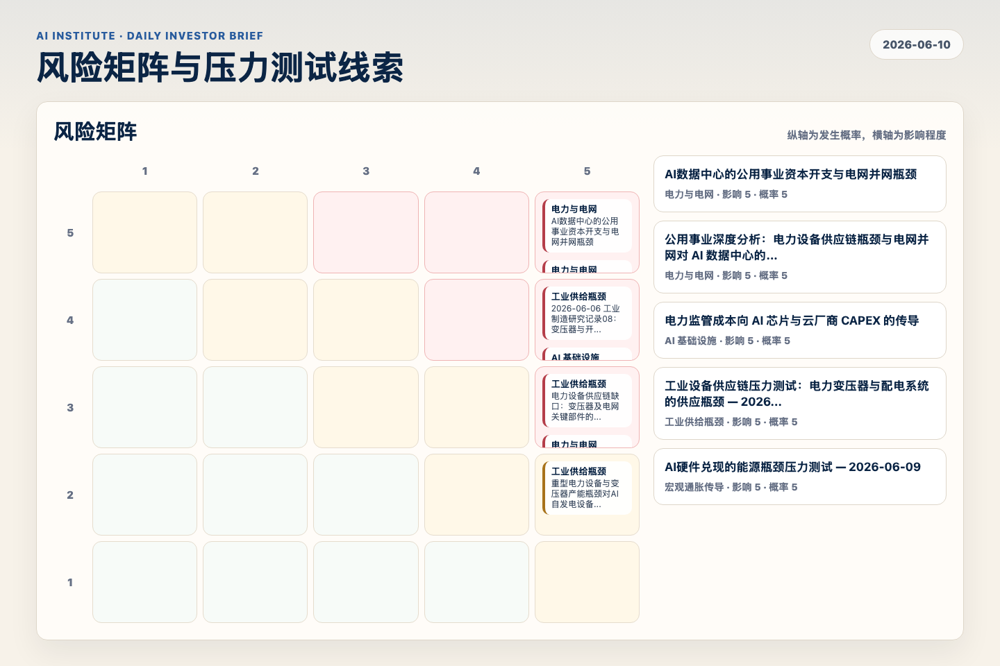 AI INSTITUTE · DAILY INVESTOR BRIEF
风险矩阵与压力测试线索
2026-06-10
风险矩阵
纵轴为发生概率，横轴为影响程度
1 2 3 4 5
5
电力与电网
AI数据中心的公用
事业资本开支与电
网并网瓶颈
电力与电网
4
工业供给瓶颈
2026-06-06 工业
制造研究记录08：
变压器与开...
AI 基础设施
3
工业供给瓶颈
电力设备供应链缺
口：变压器及电网
关键部件的...
电力与电网
2
工业供给瓶颈
重型电力设备与变
压器产能瓶颈对AI
自发电设备...
1
AI数据中心的公用事业资本开支与电网并网瓶颈
电力与电网 · 影响 5 · 概率 5
公用事业深度分析：电力设备供应链瓶颈与电网并
网对 AI 数据中心的...
电力与电网 · 影响 5 · 概率 5
电力监管成本向 AI 芯片与云厂商 CAPEX 的传导
AI 基础设施 · 影响 5 · 概率 5
工业设备供应链压力测试：电力变压器与配电系统
的供应瓶颈 — 2026...
工业供给瓶颈 · 影响 5 · 概率 5
AI硬件兑现的能源瓶颈压力测试 — 2026-06-09
宏观通胀传导 · 影响 5 · 概率 5